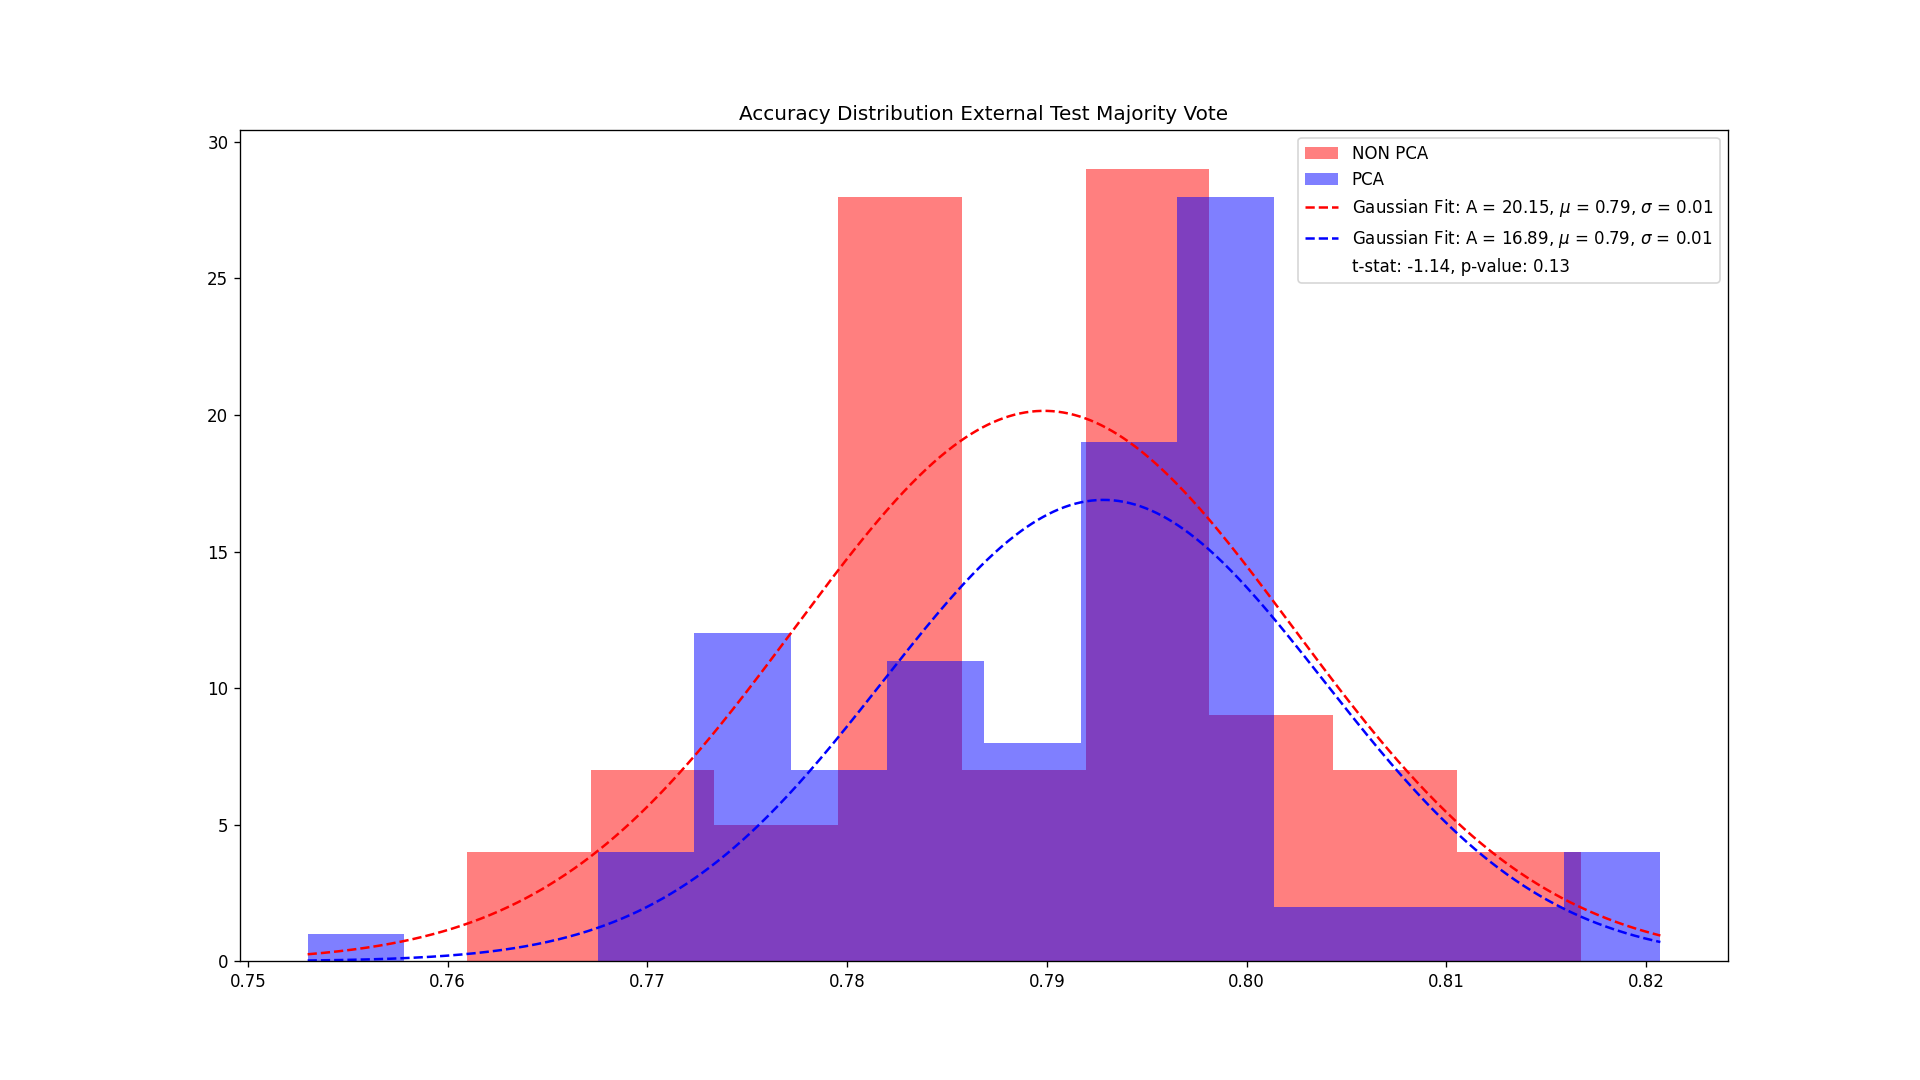 Accuracy Distribution External Test Majority Vote
30
25
20
15
10
5
0
NON PCA
PCA
Gaussian Fit: A = 20.15, μ = 0.79, σ = 0.01
Gaussian Fit: A = 16.89, μ = 0.79, σ = 0.01
t-stat: -1.14, p-value: 0.13
0.75 0.76 0.77 0.78 0.79 0.80 0.81 0.82